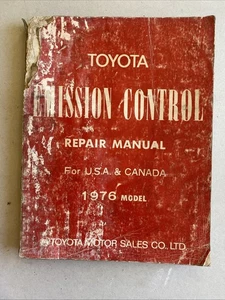 TOYOTA
EMISSION CONTROL
REPAIR MANUAL
For U.S.A. & CANADA
1976 MODEL
TOYOTA MOTOR SALES CO., LTD.